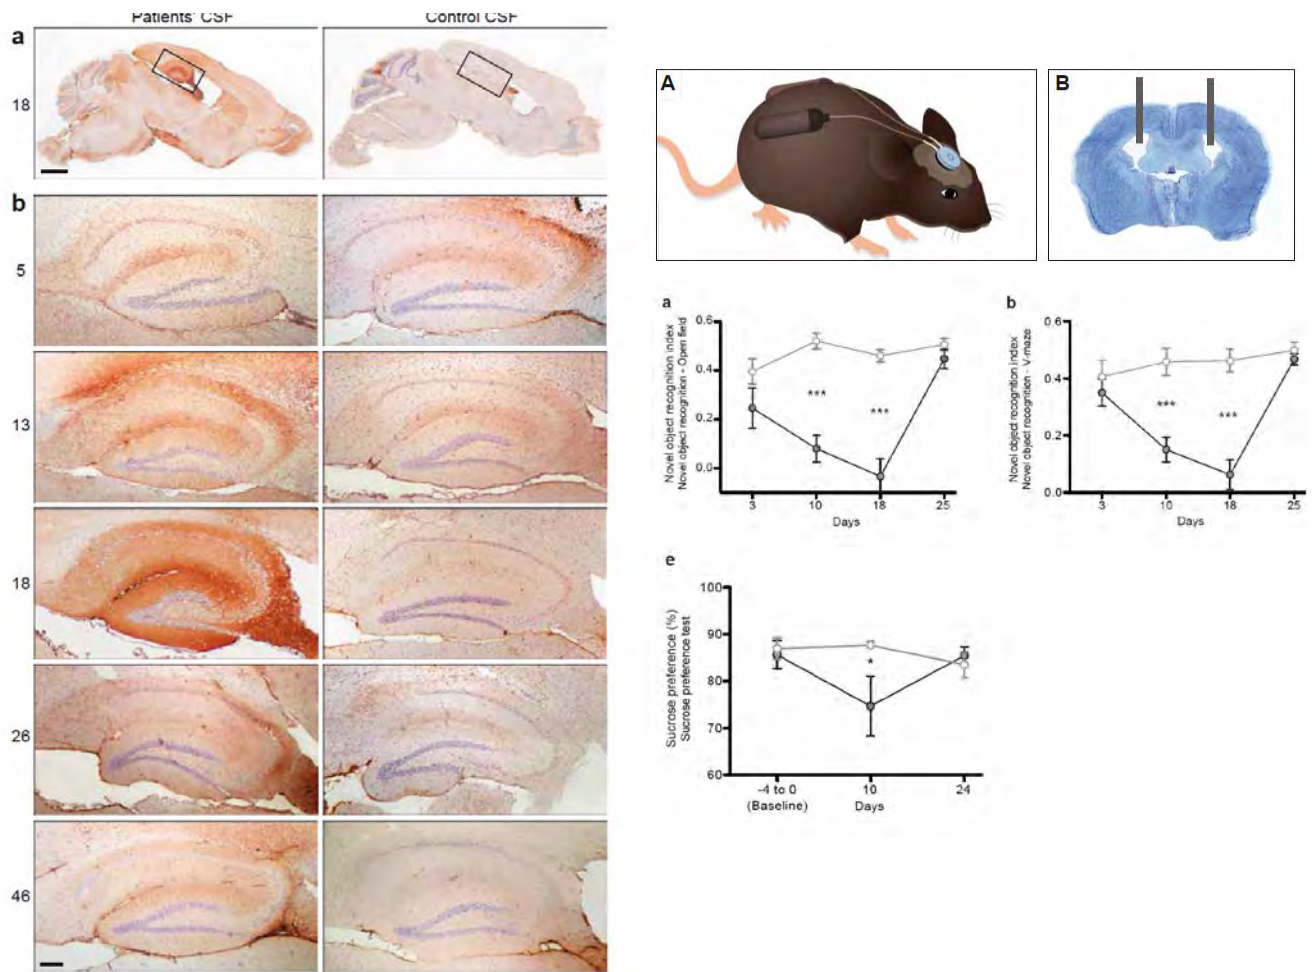 Patients' CSF
Control CSF
a
18
b
5
13
18
26
46
A
B
a
Novel object recognition index
Novel object recognition - Open field
0.6
0.4
0.2
0.0
3
10
18
25
Days
***
***
b
Novel object recognition index
Novel object recognition - V-maze
0.6
0.4
0.2
0.0
3
10
18
25
Days
***
***
e
Sucrose preference (%)
Sucrose preference test
100
90
80
70
60
*
-4 to 0
(Baseline)
10
24
Days